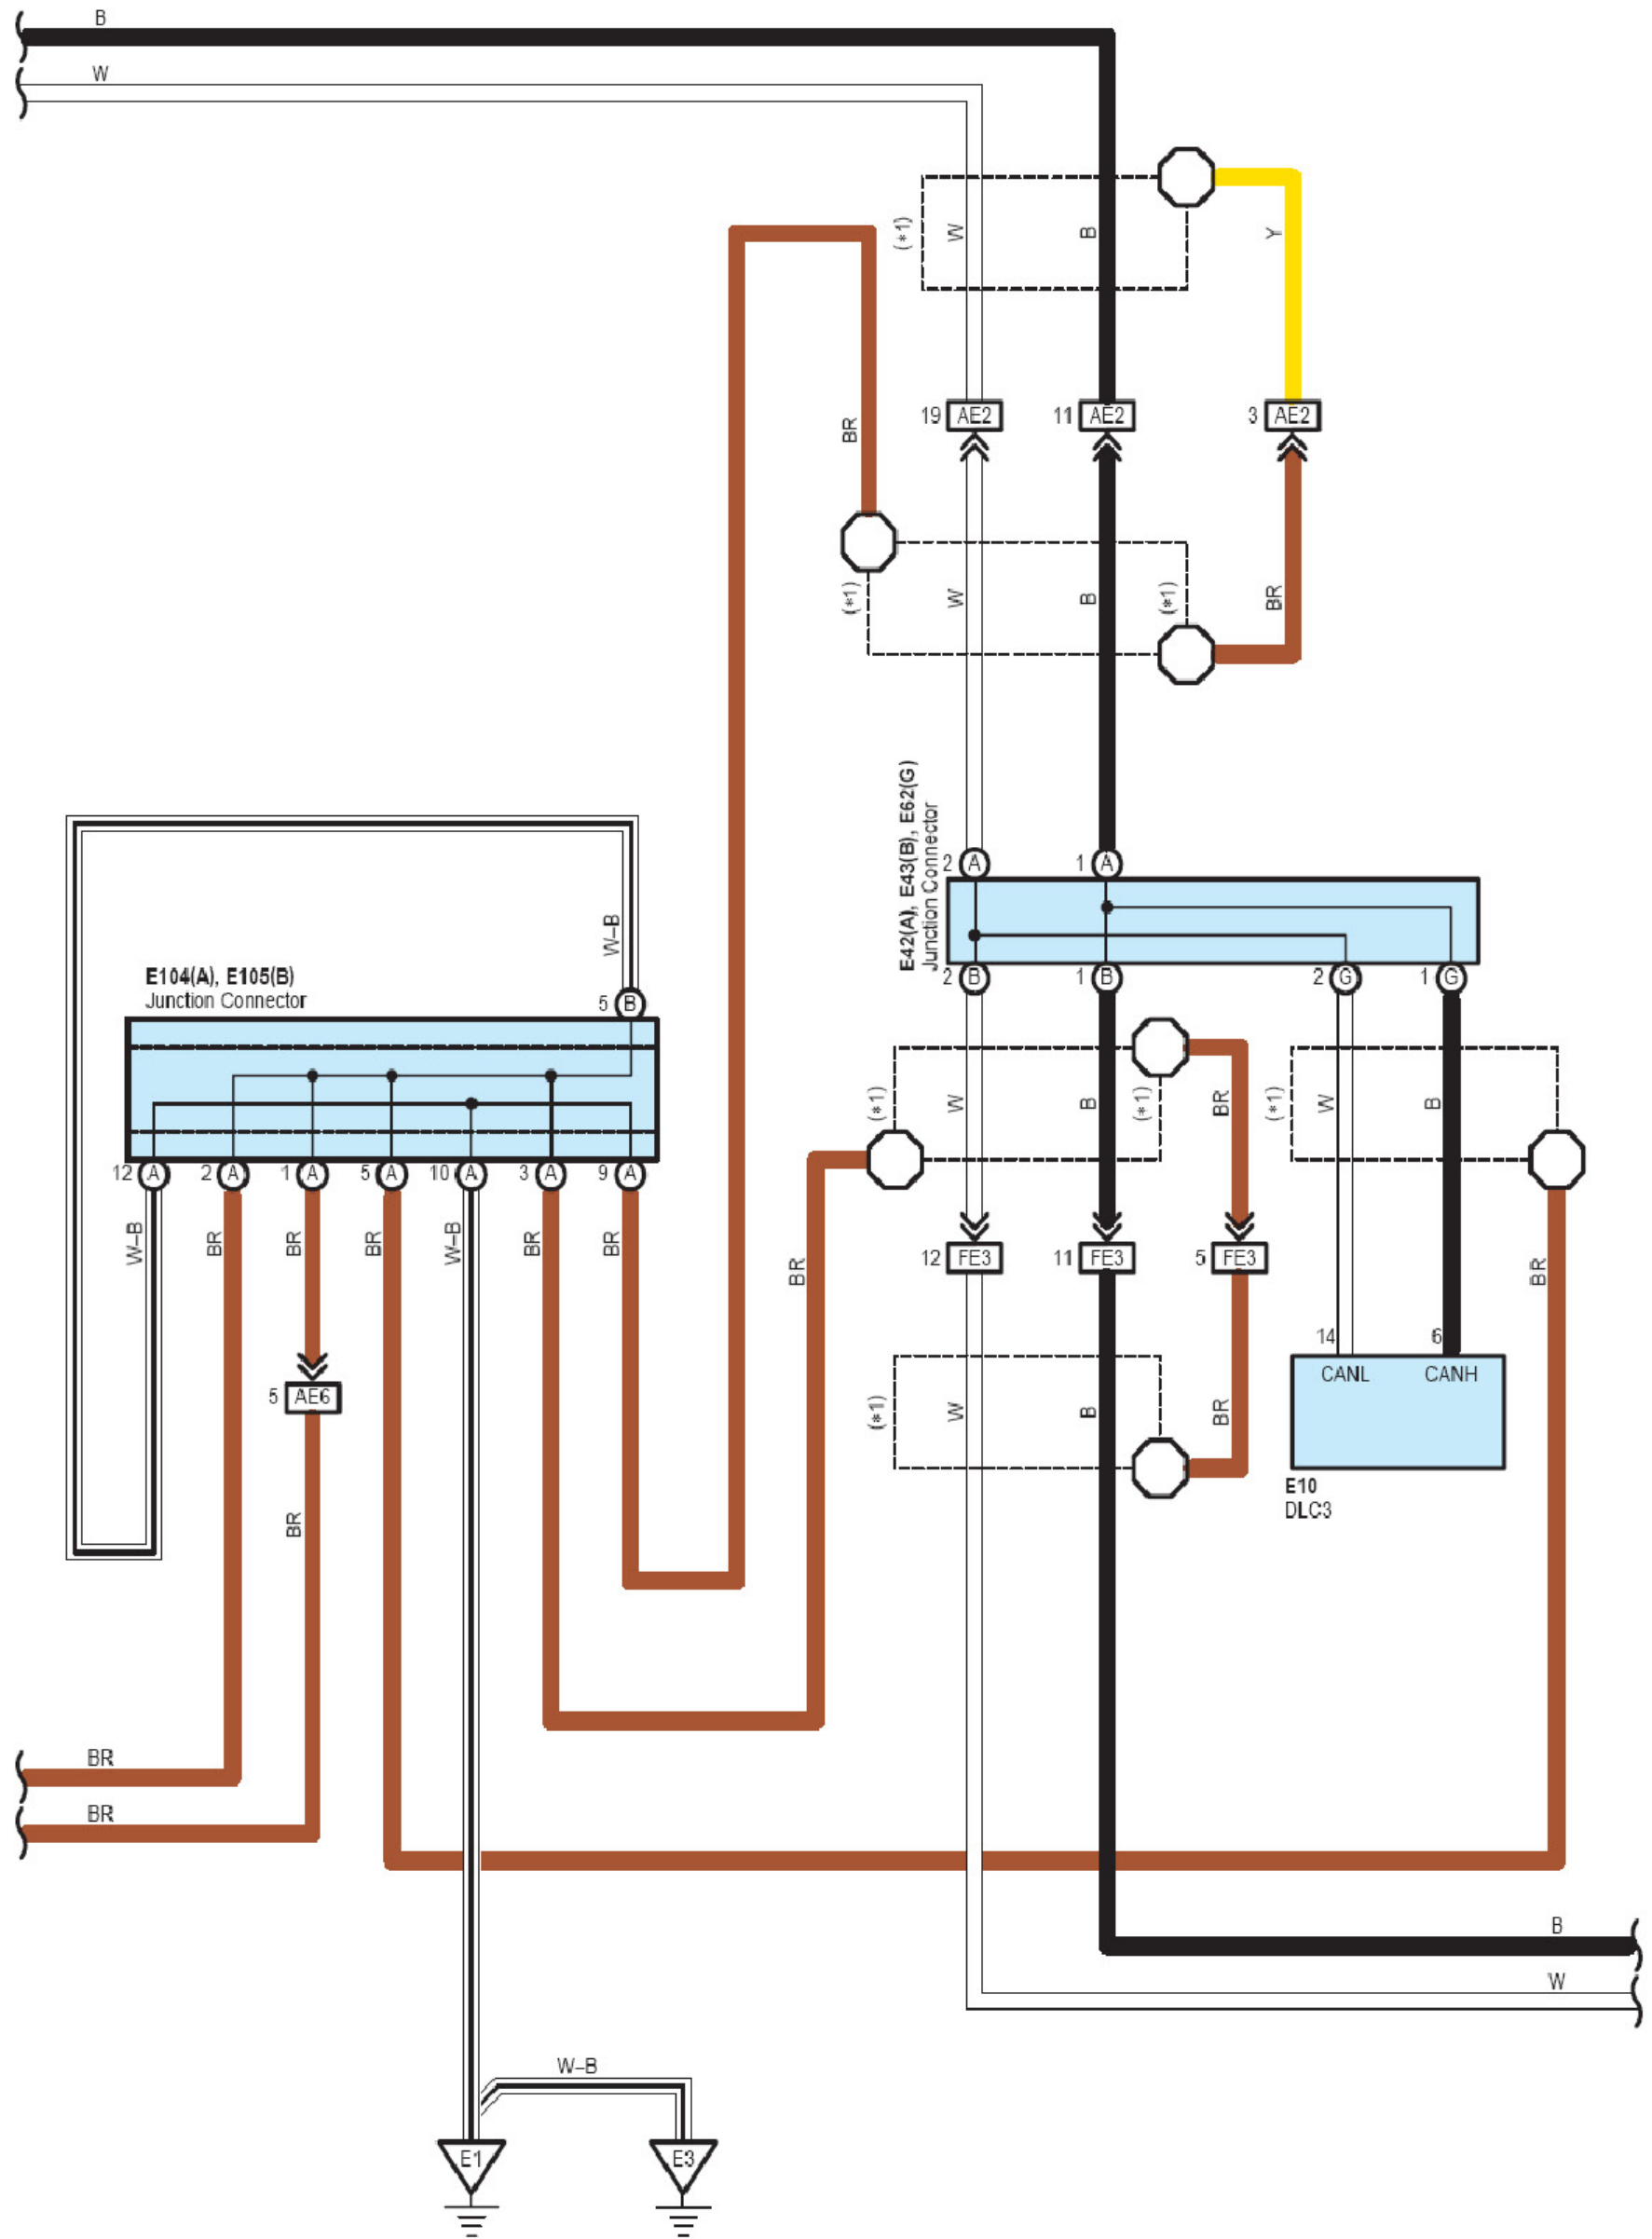 B
W
(*1)
W
B
Y
BR
19 AE2
11 AE2
3 AE2
(*1)
W
B
(*1)
BR
E42(A), E43(B), E62(G)
Junction Connector
2 A
1 A
W-B
E104(A), E105(B)
Junction Connector
5 B
2 B
1 B
2 G
1 G
(*1)
W
B
(*1)
BR
(*1)
W
B
12 A
2 A
1 A
5 A
10 A
3 A
9 A
W-B
BR
BR
BR
W-B
BR
BR
BR
12 FE3
11 FE3
5 FE3
BR
14
6
CANL
CANH
5 AE6
(*1)
W
B
BR
E10
DLC3
BR
BR
BR
B
W
W-B
E1
E3